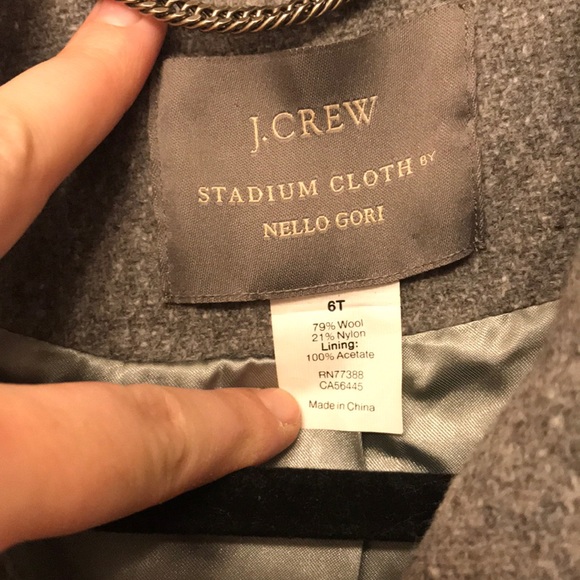 J.CREW
STADIUM CLOTH BY
NELLO GORI
6T
79% Wool
21% Nylon
Lining:
100% Acetate
RN77388
CA56445
Made in China